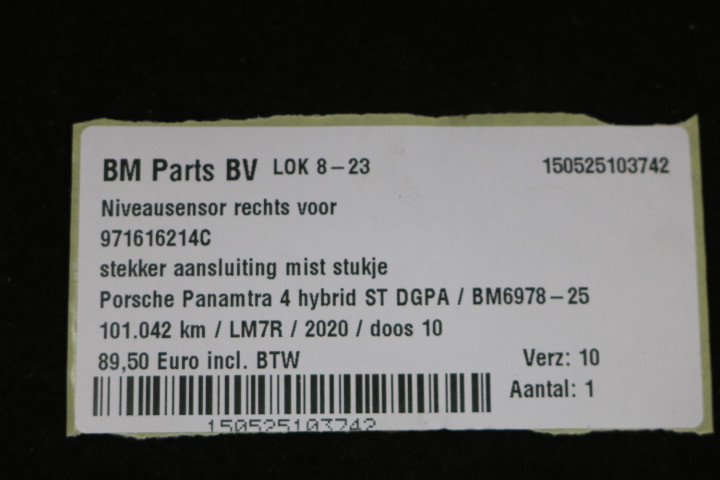 BM Parts BV LOK 8-23 150525103742
Niveausensor rechts voor
971616214C
stekker aansluiting mist stukje
Porsche Panamtra 4 hybrid ST DGPA / BM6978-25
101.042 km / LM7R / 2020 / doos 10
89,50 Euro incl. BTW Verz: 10
Aantal: 1
150525103742